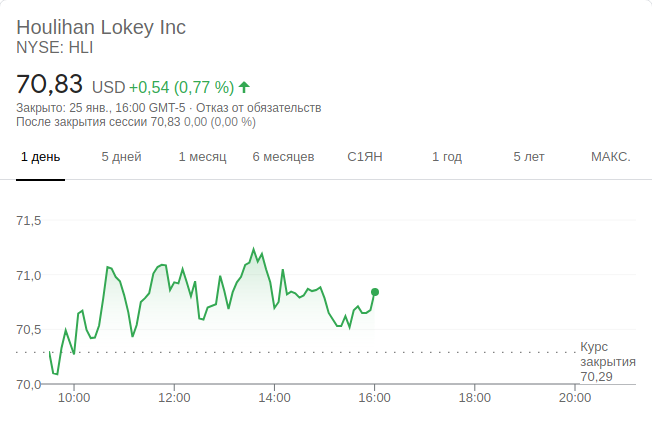 Houlihan Lokey Inc
NYSE: HLI
70,83 USD +0,54 (0,77 %)
Закрыто: 25 янв., 16:00 GMT-5 · Отказ от обязательств
После закрытия сессии 70,83 0,00 (0,00 %)
1 день 5 дней 1 месяц 6 месяцев С1ЯН 1 год 5 лет МАКС.
71,5
71,0
70,5
Курс
закрытия
70,29
70,0
10:00 12:00 14:00 16:00 18:00 20:00